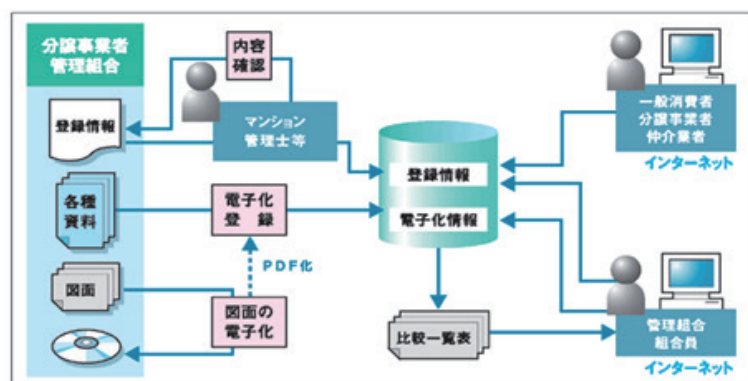 分譲事業者
管理組合
内容
確認
登録情報
マンション
管理士等
各種
資料
電子化
登録
PDF化
図面
図面の
電子化
登録情報
電子化情報
比較一覧表
一般消費者
分譲事業者
仲介業者
インターネット
管理組合
組合員
インターネット